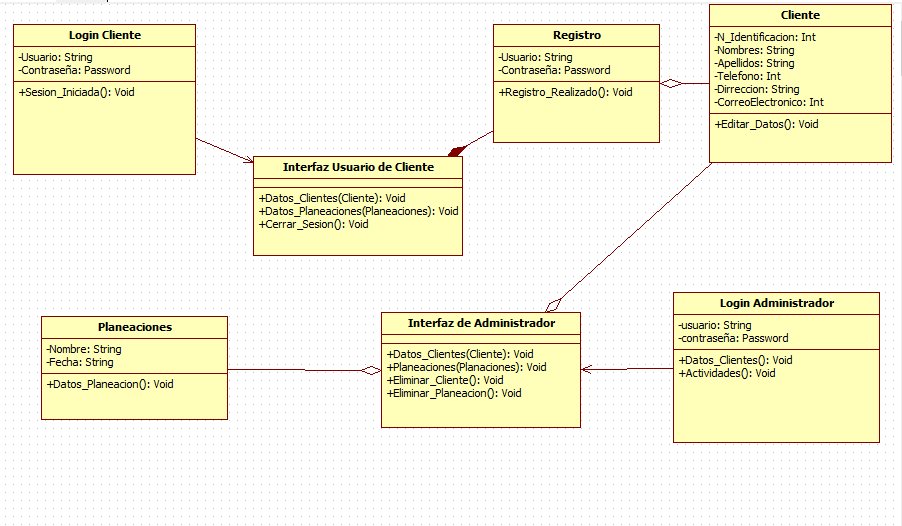 Login Cliente
-Usuario: String
-Contraseña: Password
+Sesion_Iniciada(): Void
Registro
-Usuario: String
-Contraseña: Password
+Registro_Realizado(): Void
Cliente
-N_Identificacion: Int
-Nombres: String
-Apellidos: String
-Telefono: Int
-Dirreccion: String
-CorreoElectronico: Int
+Editar_Datos(): Void
Interfaz Usuario de Cliente
+Datos_Clientes(Cliente): Void
+Datos_Planeaciones(Planeaciones): Void
+Cerrar_Sesion(): Void
Planeaciones
-Nombre: String
-Fecha: String
+Datos_Planeacion(): Void
Interfaz de Administrador
+Datos_Clientes(Cliente): Void
+Planeaciones(Planaciones): Void
+Eliminar_Cliente(): Void
+Eliminar_Planeacion(): Void
Login Administrador
-usuario: String
-contraseña: Password
+Datos_Clientes(): Void
+Actividades(): Void